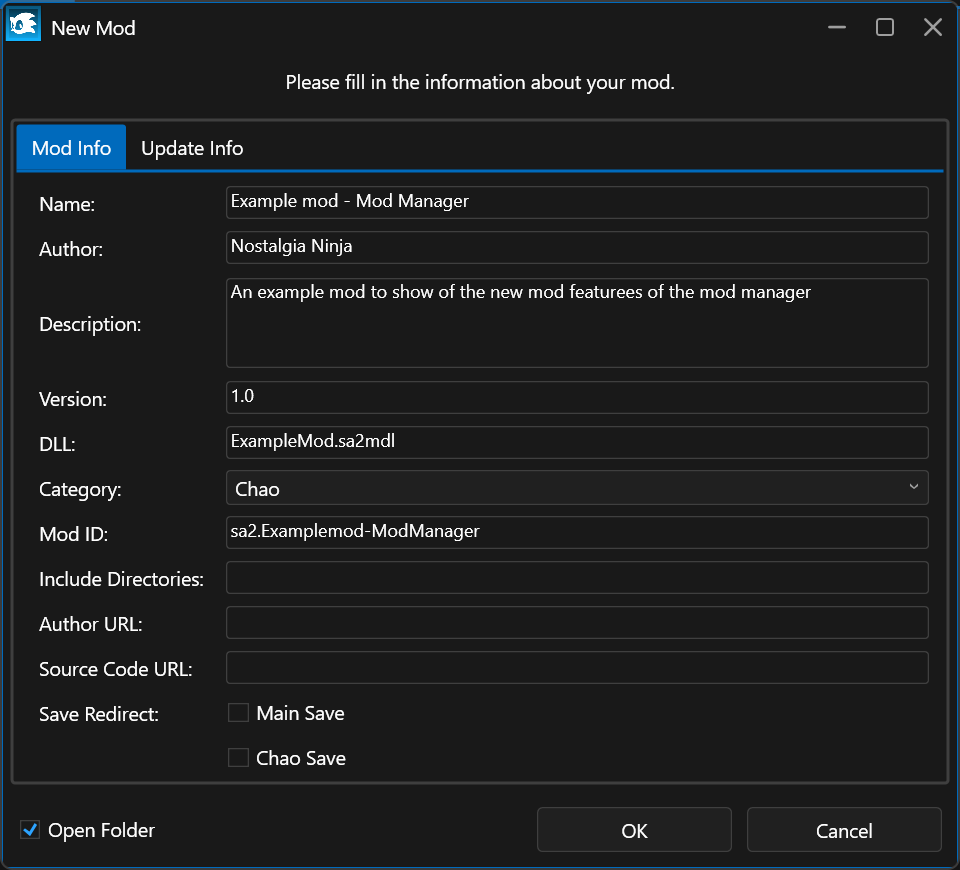 New Mod
Please fill in the information about your mod.
Mod Info Update Info
Name: Example mod - Mod Manager
Author: Nostalgia Ninja
Description: An example mod to show of the new mod featurees of the mod manager
Version: 1.0
DLL: ExampleMod.sa2mdl
Category: Chao
Mod ID: sa2.Examplemod-ModManager
Include Directories:
Author URL:
Source Code URL:
Save Redirect: Main Save
Chao Save
Open Folder OK Cancel